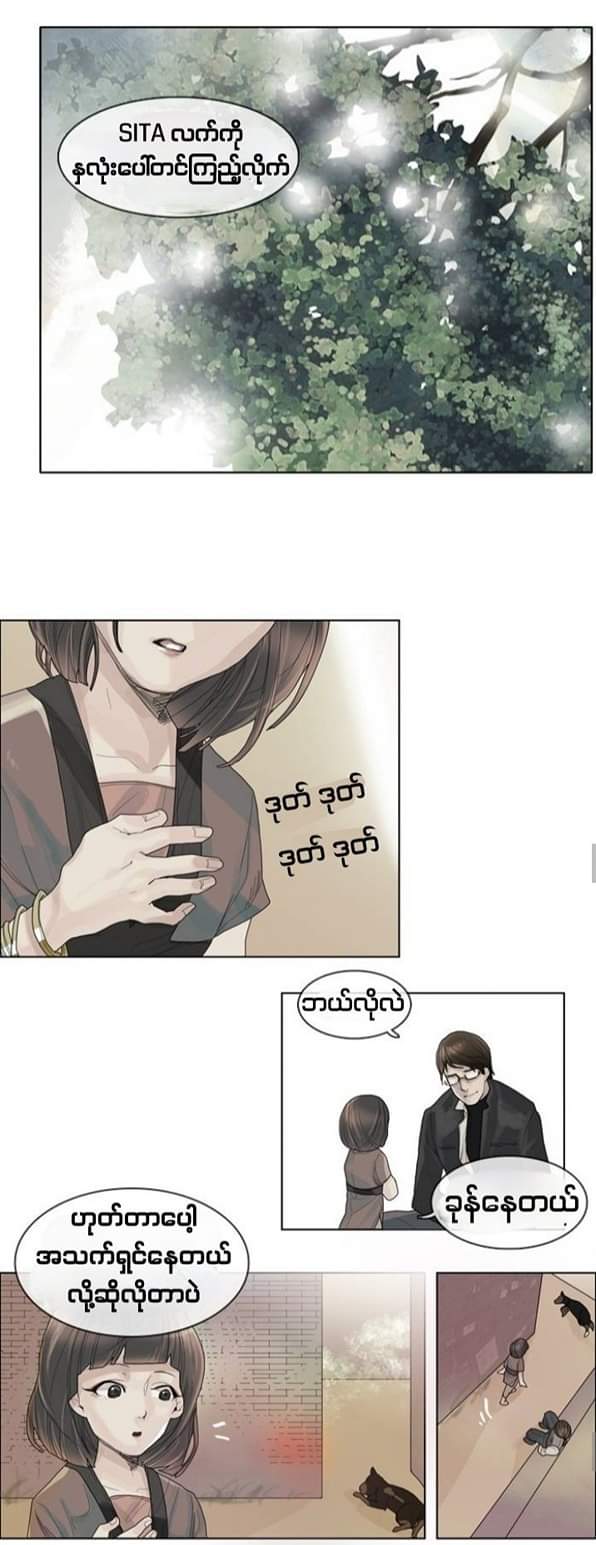 SITA လက်ကို
နှလုံးပေါ်တင်ကြည့်လိုက်
ဒုတ် ဒုတ်
ဒုတ် ဒုတ်
ဘယ်လိုလဲ
ခုန်နေတယ်
ဟုတ်တာပေါ့
အသက်ရှင်နေတယ်
လို့ဆိုလိုတာပဲ